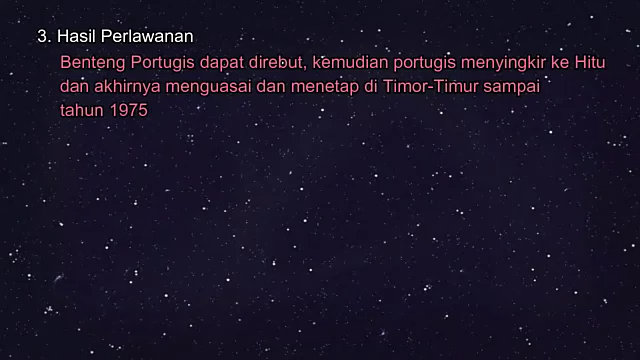 3. Hasil Perlawanan
Benteng Portugis dapat direbut, kemudian portugis menyingkir ke Hitu
dan akhirnya menguasai dan menetap di Timor-Timur sampai
tahun 1975